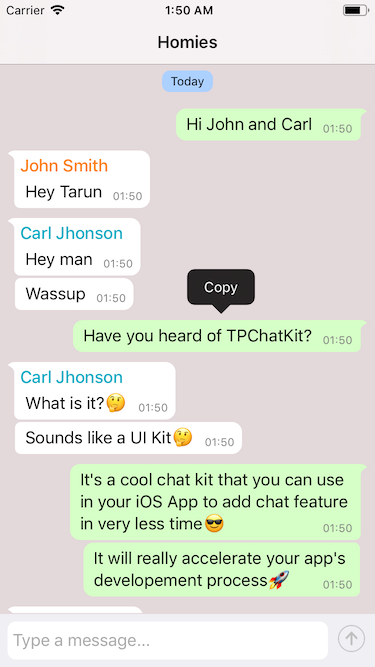 Carrier 1:50 AM
Homies
Today
Hi John and Carl 01:50
John Smith
Hey Tarun 01:50
Carl Jhonson
Hey man 01:50
Wassup 01:50
Copy
Have you heard of TPChatKit? 01:50
Carl Jhonson
What is it?🤔 01:50
Sounds like a UI Kit🤔 01:50
It's a cool chat kit that you can use
in your iOS App to add chat feature
in very less time😎 01:50
It will really accelerate your app's
developement process🚀 01:50
Type a message...